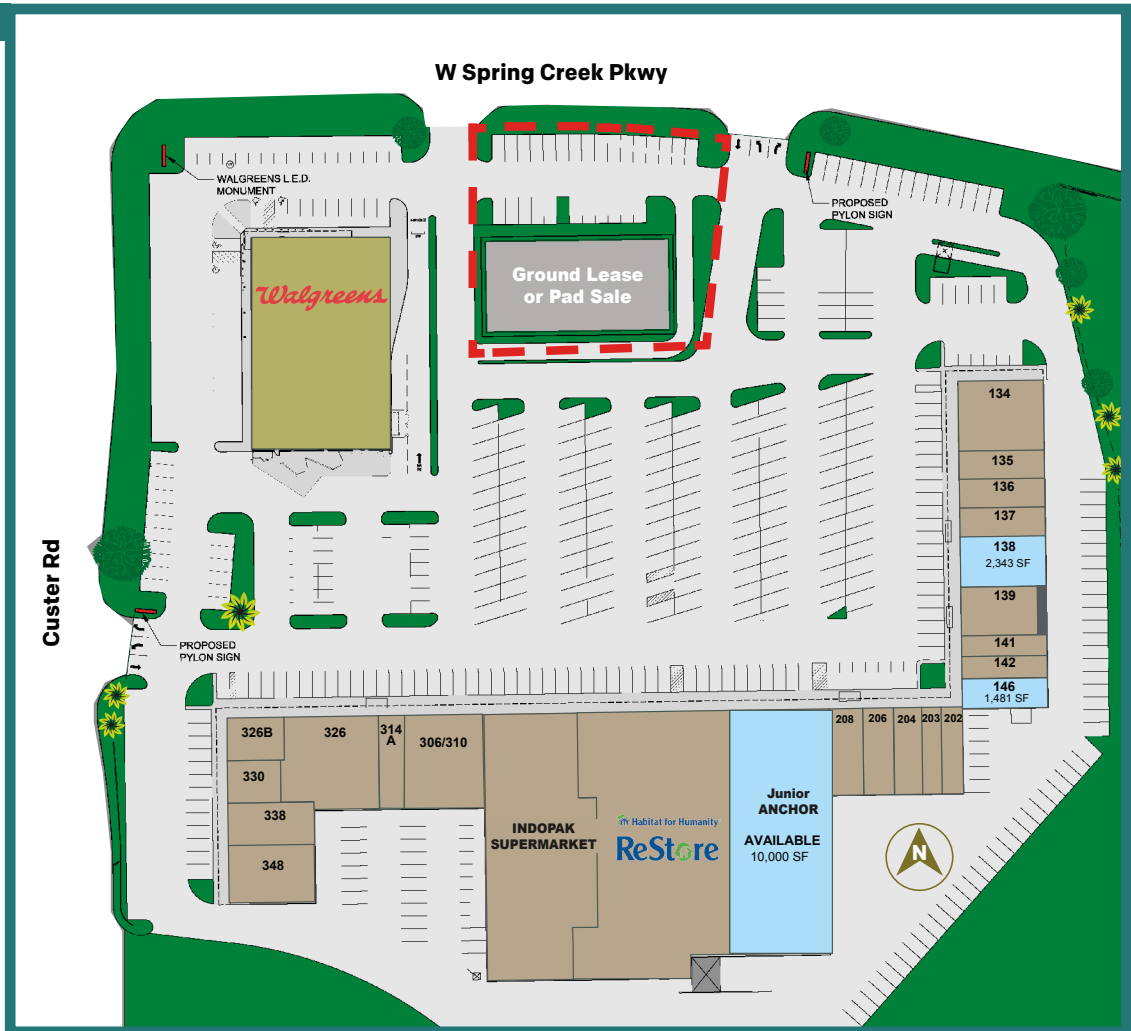 W Spring Creek Pkwy
WALGREENS L.E.D.
MONUMENT
PROPOSED
PYLON SIGN
Walgreens
Ground Lease
or Pad Sale
134
135
136
137
138
2,343 SF
139
141
142
146
1,481 SF
Custer Rd
PROPOSED
PYLON SIGN
326B
326
314
A
306/310
330
338
348
INDOPAK
SUPERMARKET
Habitat for Humanity
ReStore
Junior
ANCHOR
AVAILABLE
10,000 SF
208
206
204
203
202
N